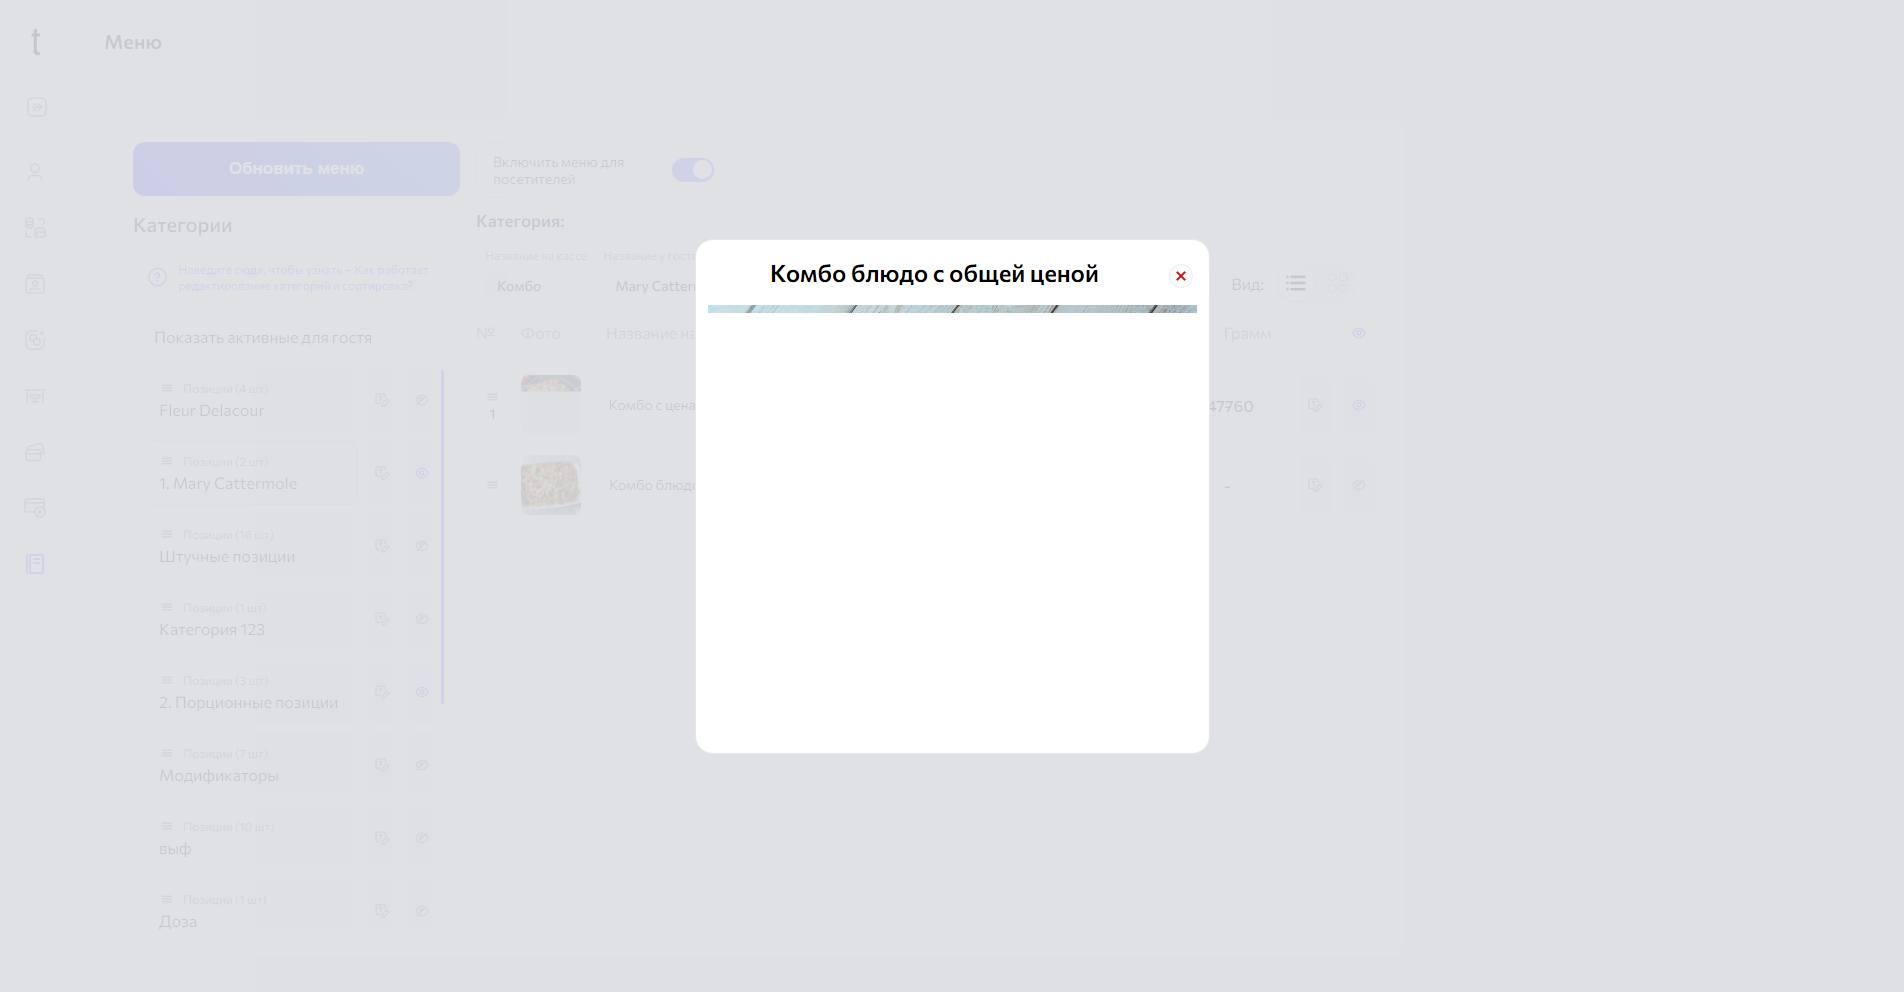 t
Меню
Обновить меню
Включить меню для
посетителей
Категории
Категория:
Наведите сюда, чтобы узнать – Как работает
редактирование категорий и сортировка?
Название на кассе
Название у гост
Комбо
Mary Catter
Вид:
Показать активные для гостя
№
Фото
Название на
Грамм
Комбо блюдо с общей ценой
Позиции (4 шт)
Fleur Delacour
1
Комбо с цена
47760
Позиции (2 шт)
1. Mary Cattermole
Комбо блюдо
-
Позиции (16 шт)
Штучные позиции
Позиции (1 шт)
Категория 123
Позиции (3 шт)
2. Порционные позиции
Позиции (7 шт)
Модификаторы
Позиции (10 шт)
выф
Позиции (1 шт)
Доза